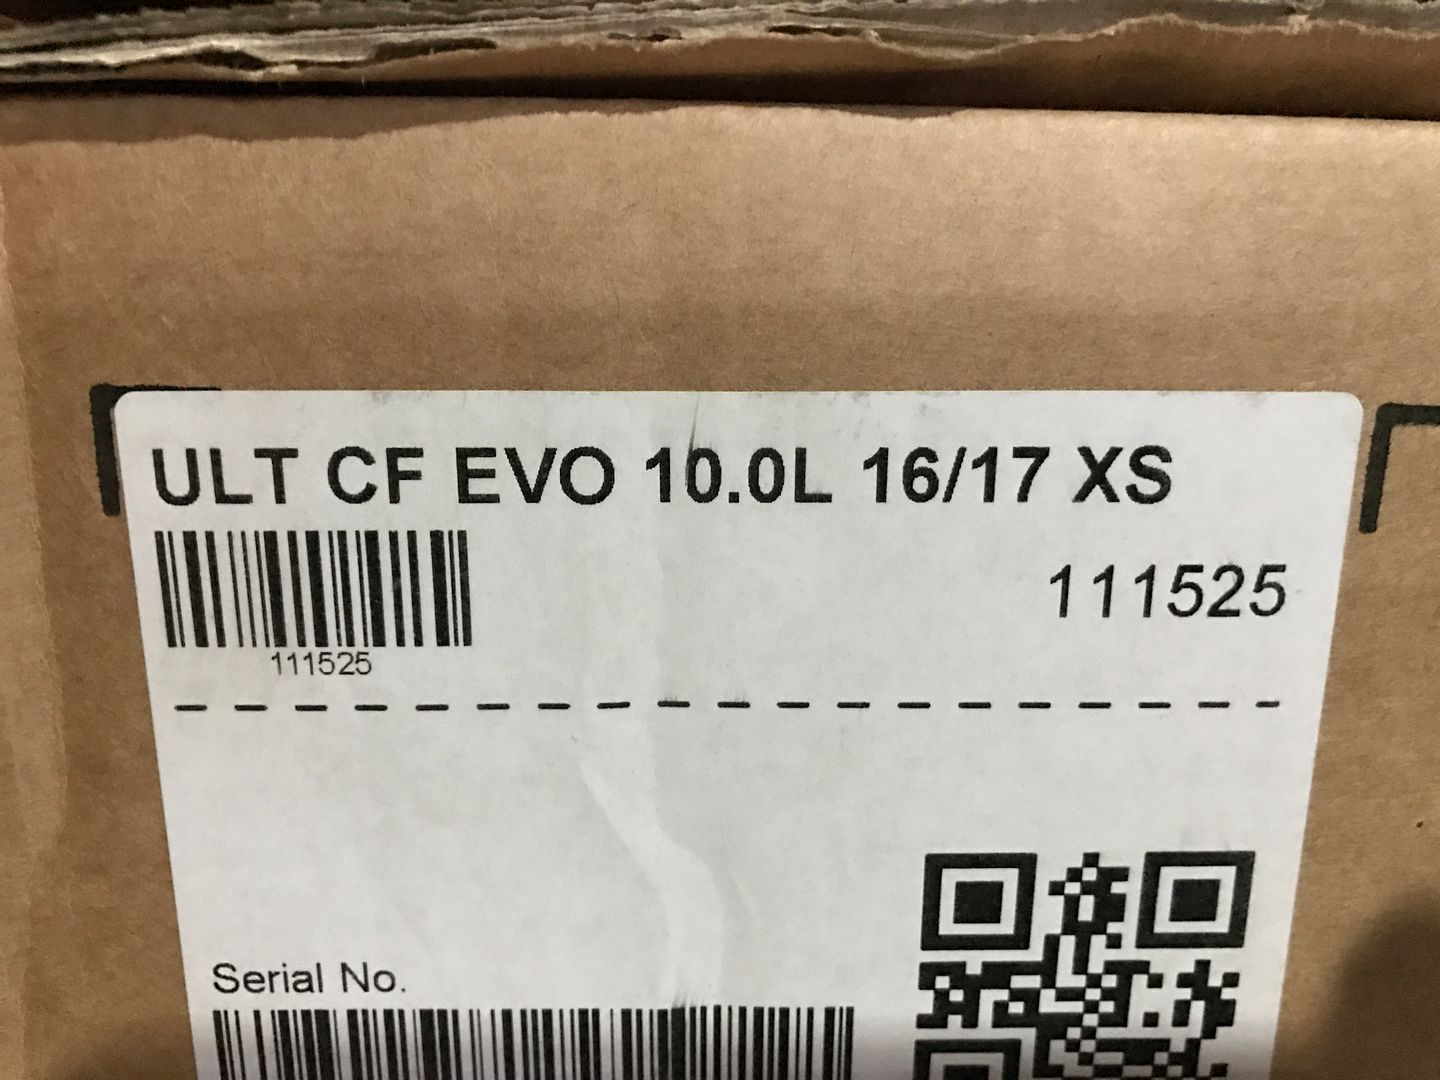 ULT CF EVO 10.0L 16/17 XS
111525
111525
Serial No.